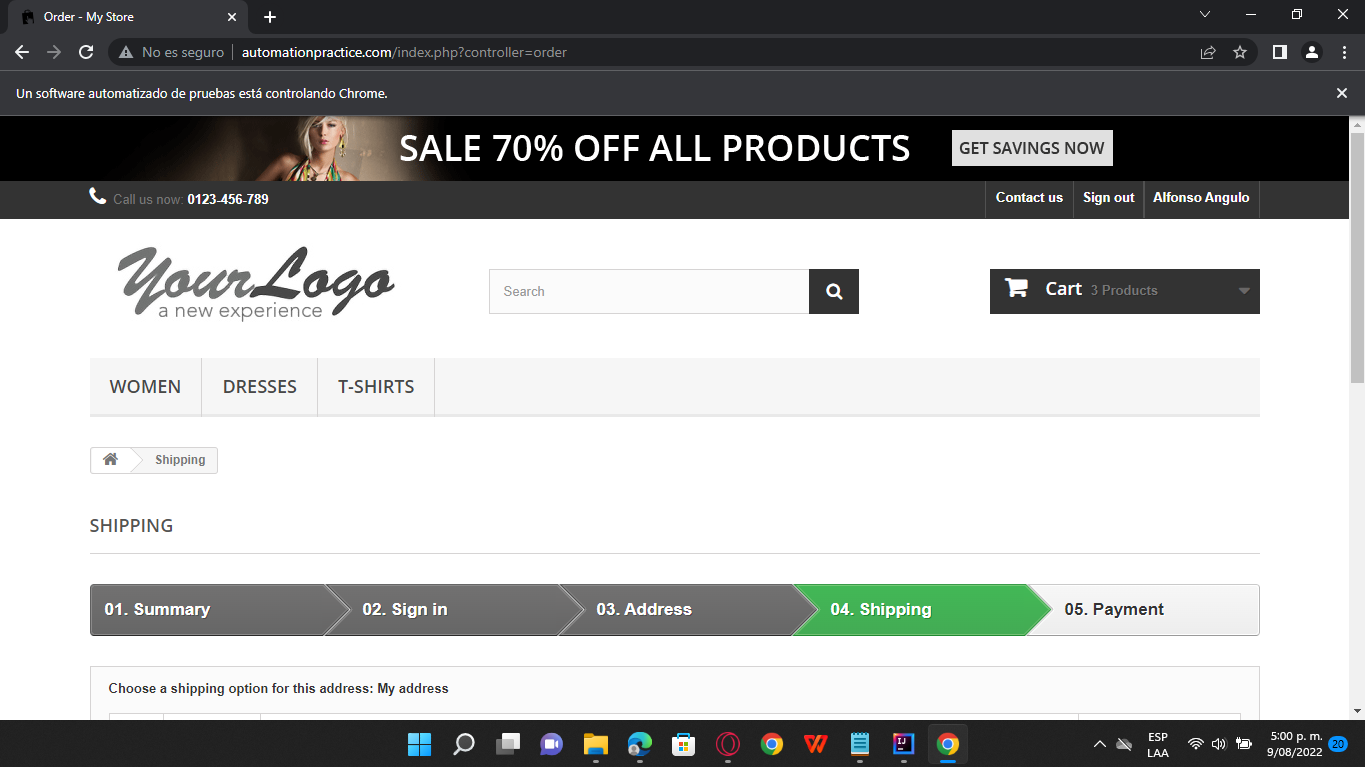 Order - My Store
No es seguro automationpractice.com/index.php?controller=order
Un software automatizado de pruebas está controlando Chrome.
SALE 70% OFF ALL PRODUCTS GET SAVINGS NOW
Call us now: 0123-456-789 Contact us Sign out Alfonso Angulo
YourLogo
a new experience
Search
Cart 3 Products
WOMEN DRESSES T-SHIRTS
Shipping
SHIPPING
01. Summary 02. Sign in 03. Address 04. Shipping 05. Payment
Choose a shipping option for this address: My address
ESP
LAA
5:00 p. m.
9/08/2022
20